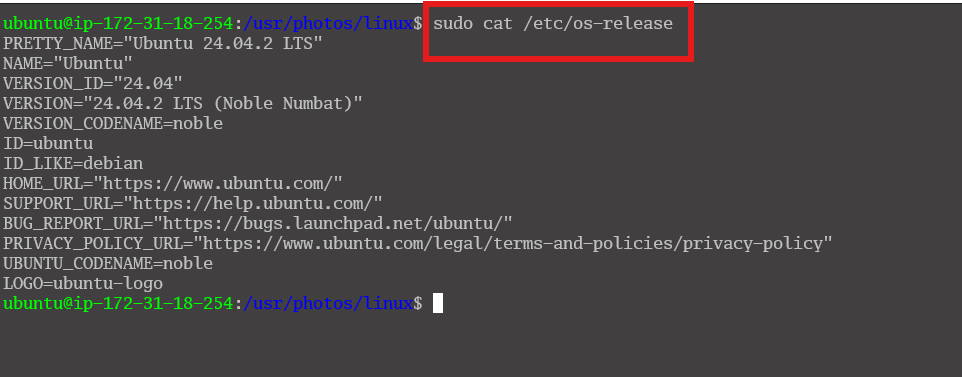 ubuntu@ip-172-31-18-254:/usr/photos/linux$ sudo cat /etc/os-release
PRETTY_NAME="Ubuntu 24.04.2 LTS"
NAME="Ubuntu"
VERSION_ID="24.04"
VERSION="24.04.2 LTS (Noble Numbat)"
VERSION_CODENAME=noble
ID=ubuntu
ID_LIKE=debian
HOME_URL="https://www.ubuntu.com/"
SUPPORT_URL="https://help.ubuntu.com/"
BUG_REPORT_URL="https://bugs.launchpad.net/ubuntu/"
PRIVACY_POLICY_URL="https://www.ubuntu.com/legal/terms-and-policies/privacy-policy"
UBUNTU_CODENAME=noble
LOGO=ubuntu-logo
ubuntu@ip-172-31-18-254:/usr/photos/linux$